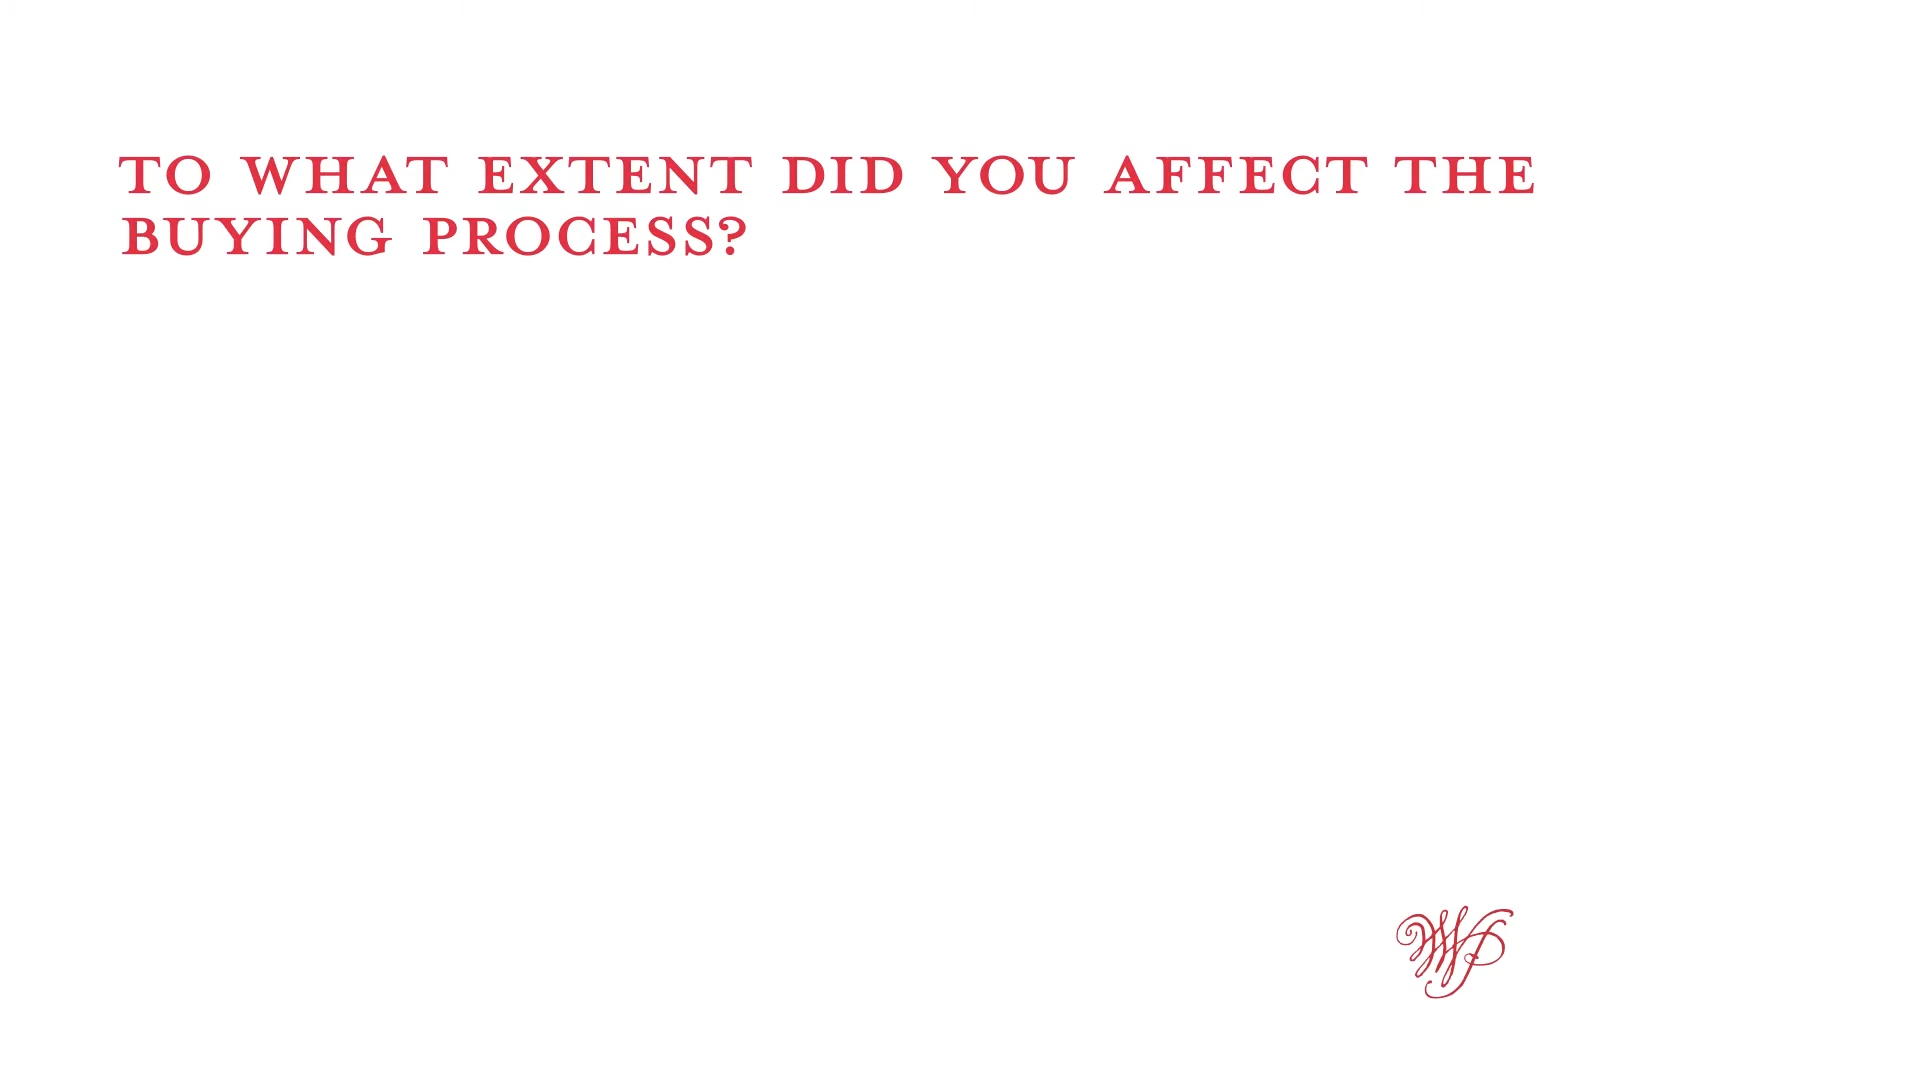 TO WHAT EXTENT DID YOU AFFECT THE
BUYING PROCESS?